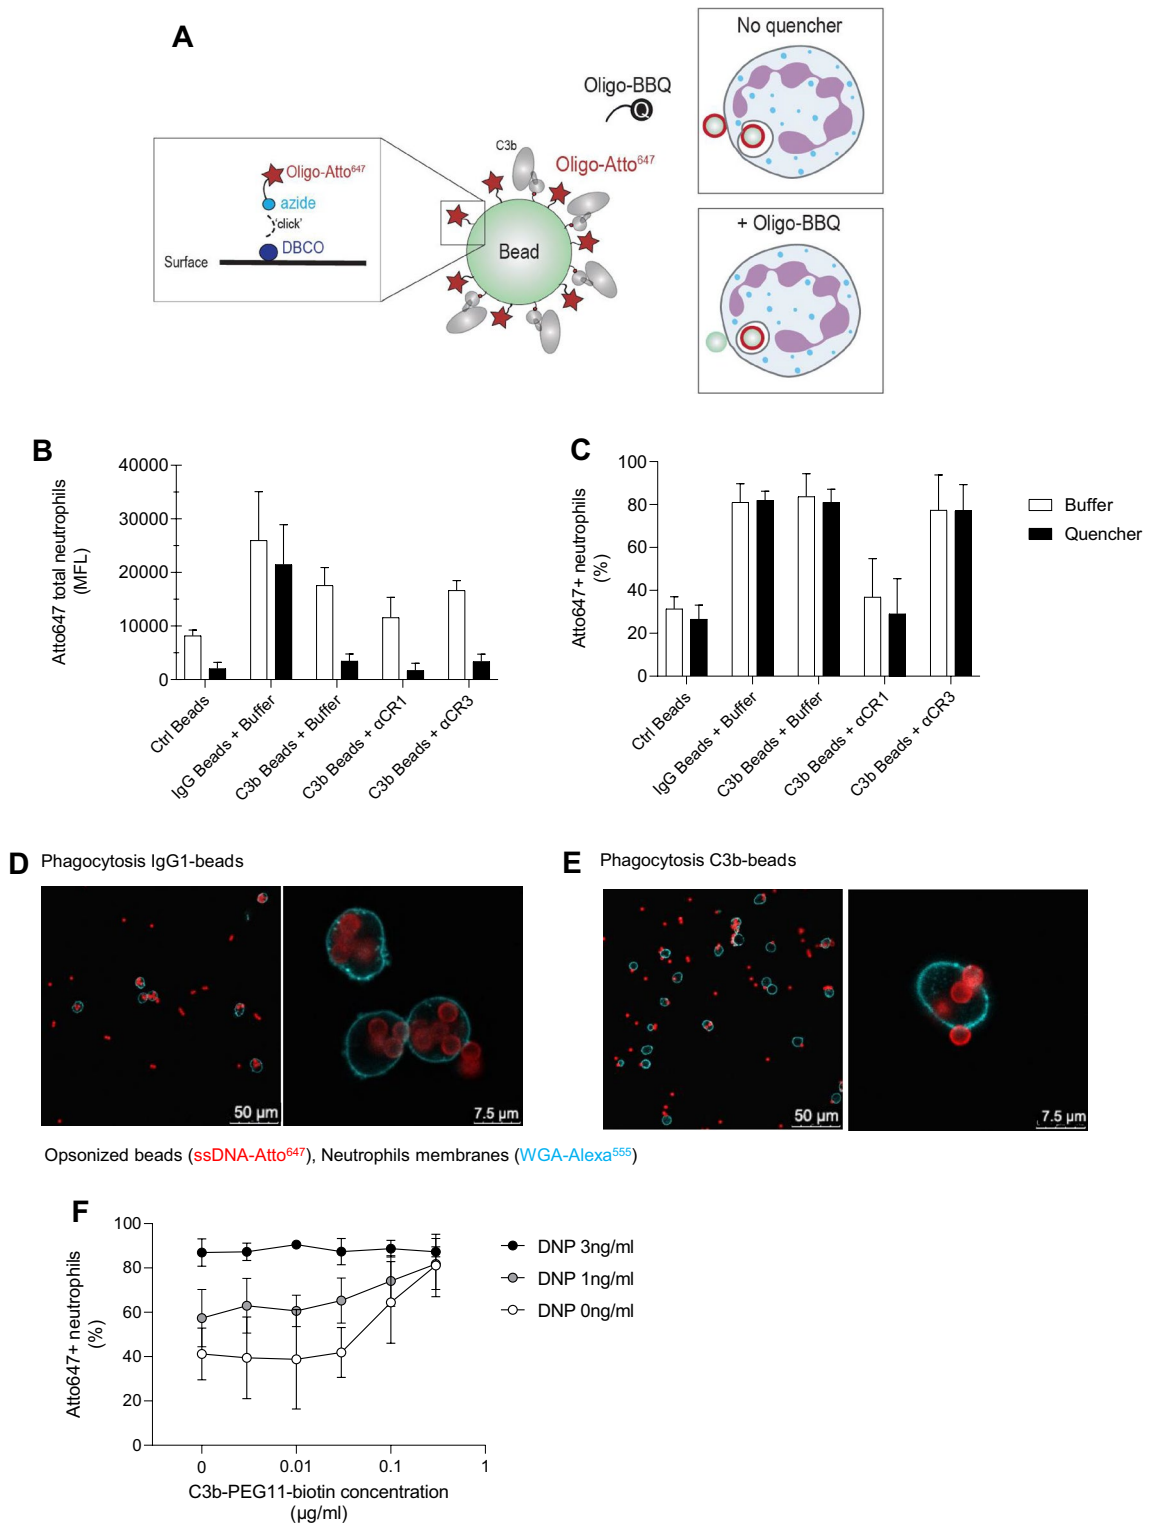 A
No quencher
Oligo-BBQ
Q
C3b
Oligo-Atto647
Oligo-Atto647
azide
'click'
DBCO
Surface
Bead
+ Oligo-BBQ
B
Atto647 total neutrophils
(MFL)
40000
30000
20000
10000
0
Ctrl Beads
IgG Beads + Buffer
C3b Beads + Buffer
C3b Beads + αCR1
C3b Beads + αCR3
C
Atto647+ neutrophils
(%)
100
80
60
40
20
0
Ctrl Beads
IgG Beads + Buffer
C3b Beads + Buffer
C3b Beads + αCR1
C3b Beads + αCR3
Buffer
Quencher
D Phagocytosis IgG1-beads
50 µm
7.5 µm
E Phagocytosis C3b-beads
50 µm
7.5 µm
Opsonized beads (ssDNA-Atto647), Neutrophils membranes (WGA-Alexa555)
F
Atto647+ neutrophils
(%)
100
80
60
40
20
0
0 0.01 0.1 1
C3b-PEG11-biotin concentration
(µg/ml)
DNP 3ng/ml
DNP 1ng/ml
DNP 0ng/ml